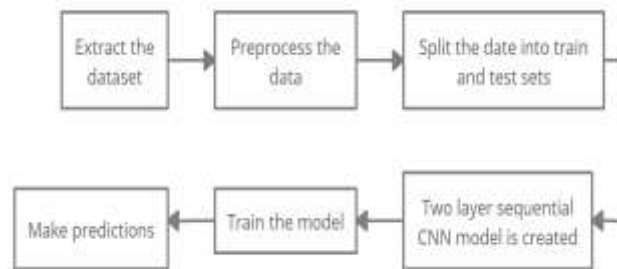 Extract the
dataset
Preprocess the
data
Split the date into train
and test sets
Two layer sequential
CNN model is created
Train the model
Make predictions